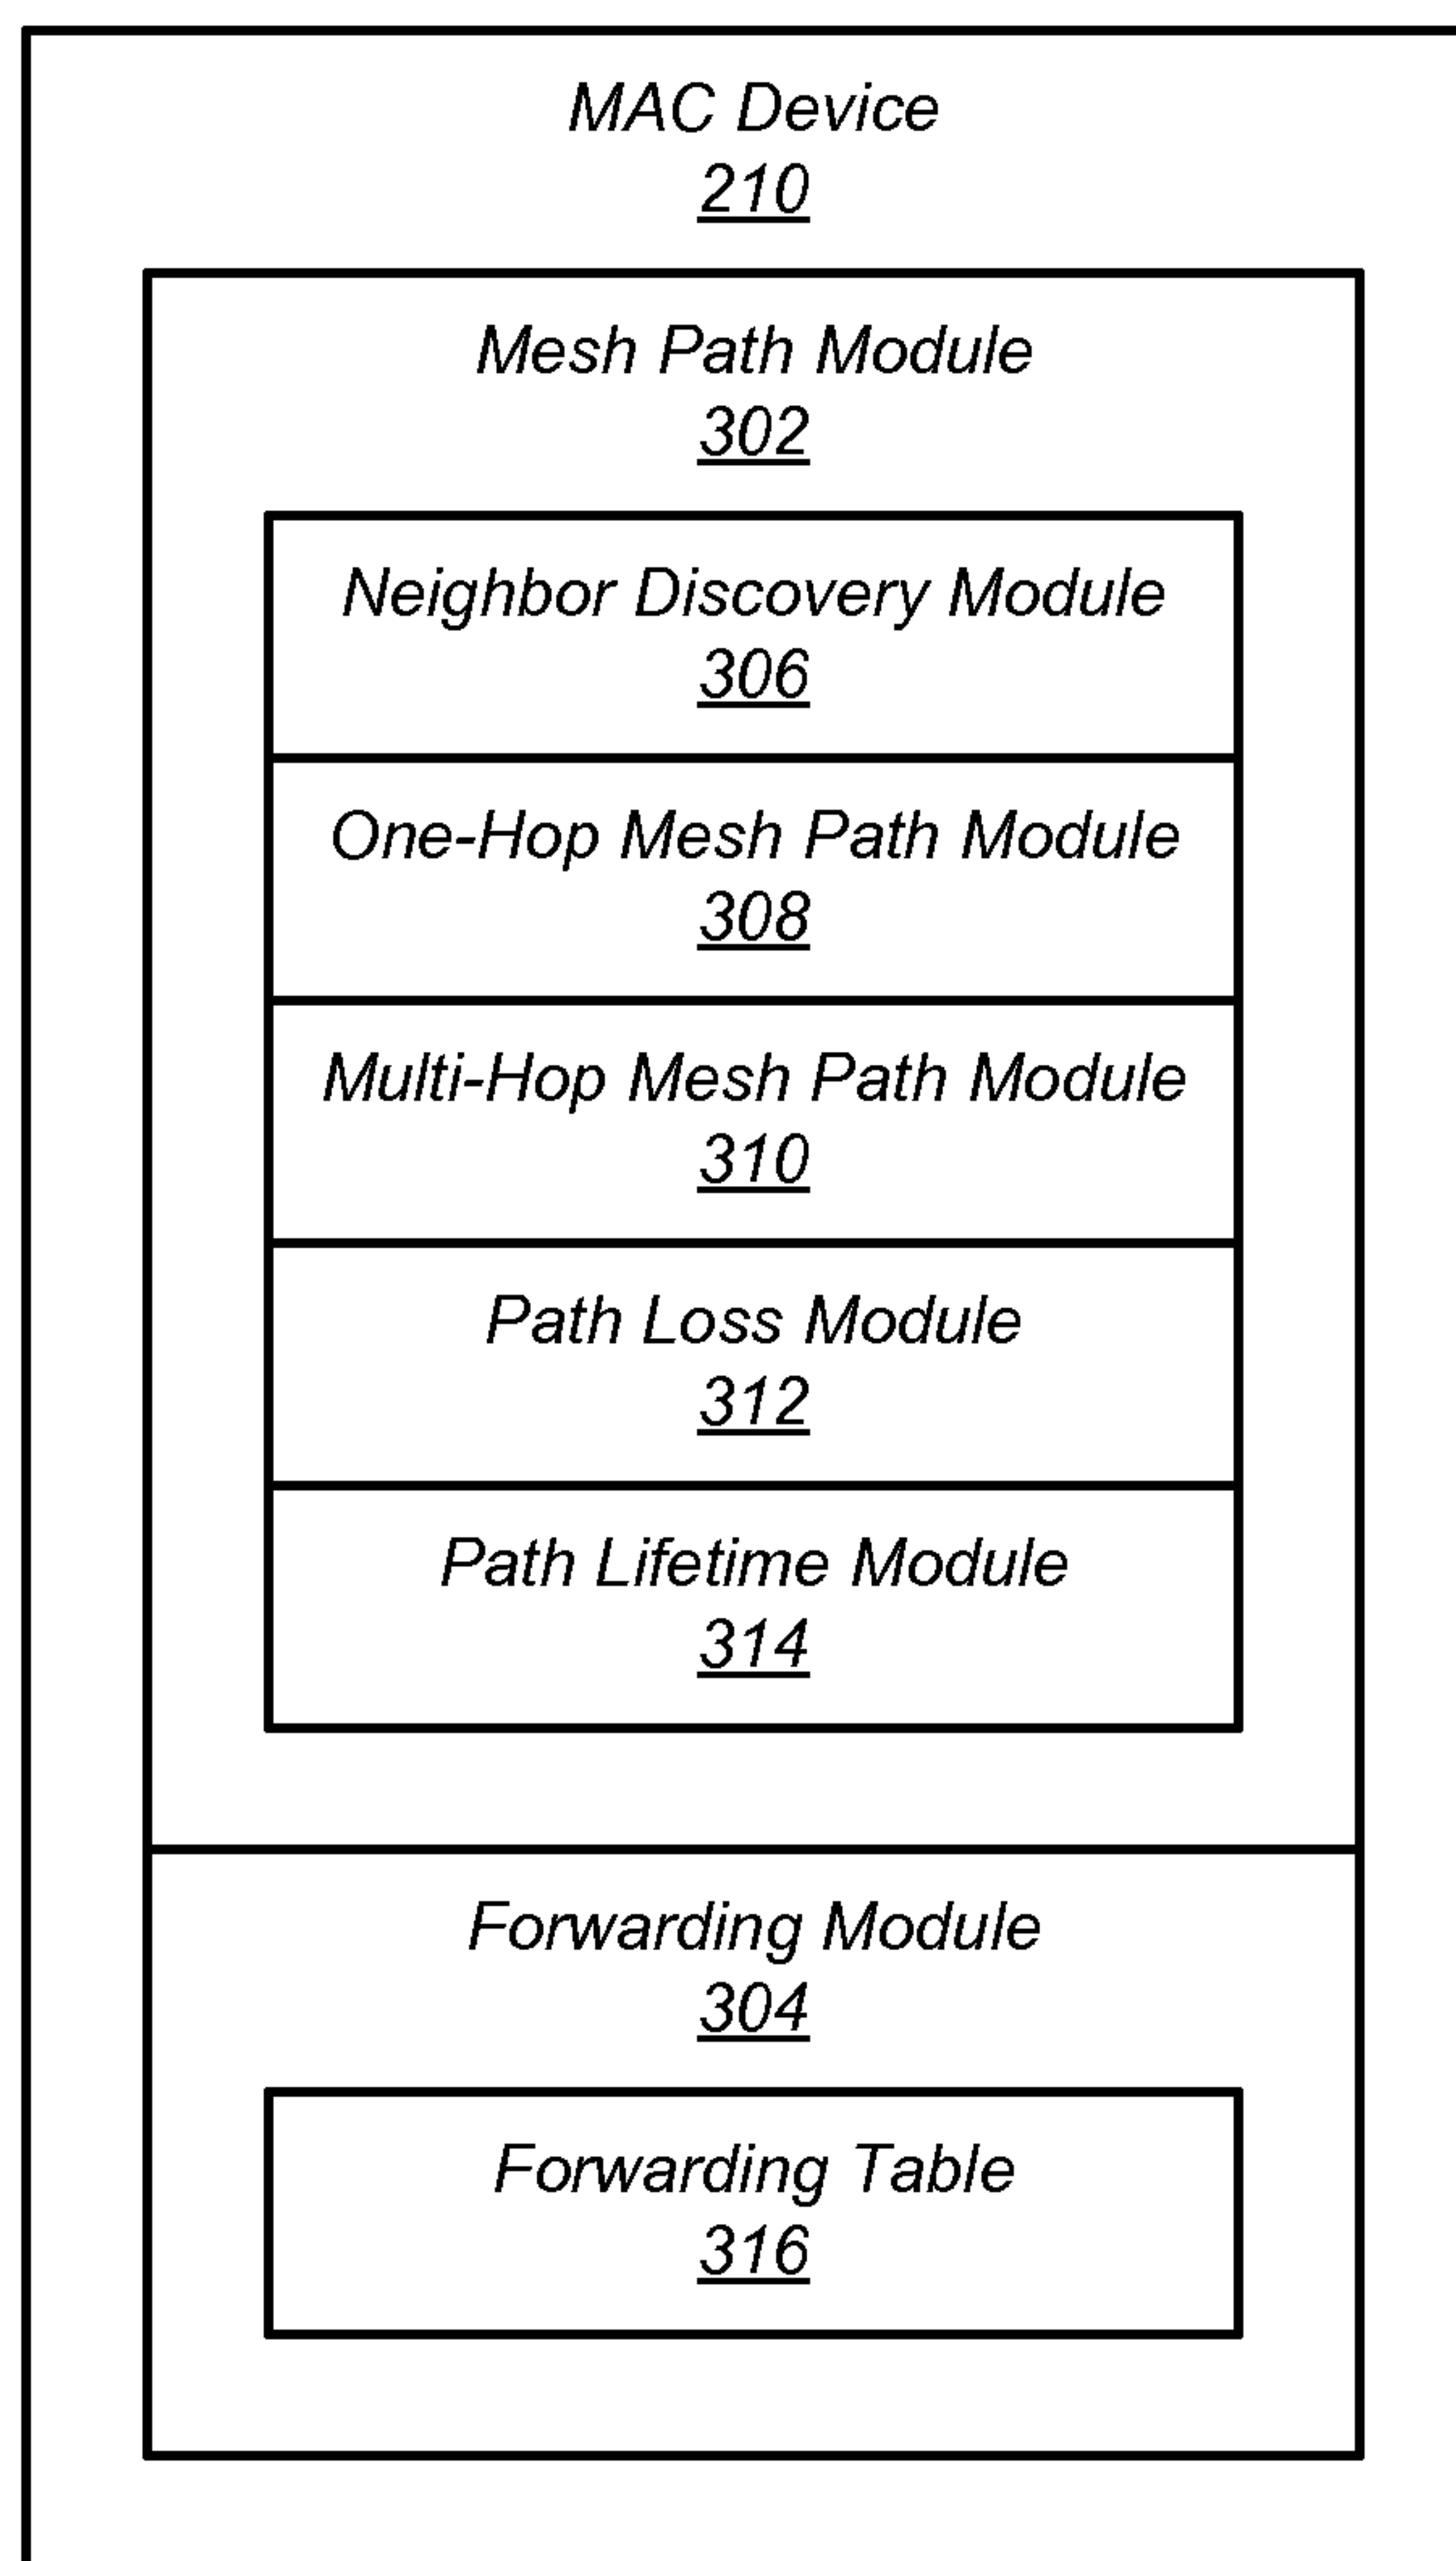 MAC Device
210
Mesh Path Module
302
Neighbor Discovery Module
306
One-Hop Mesh Path Module
308
Multi-Hop Mesh Path Module
310
Path Loss Module
312
Path Lifetime Module
314
Forwarding Module
304
Forwarding Table
316